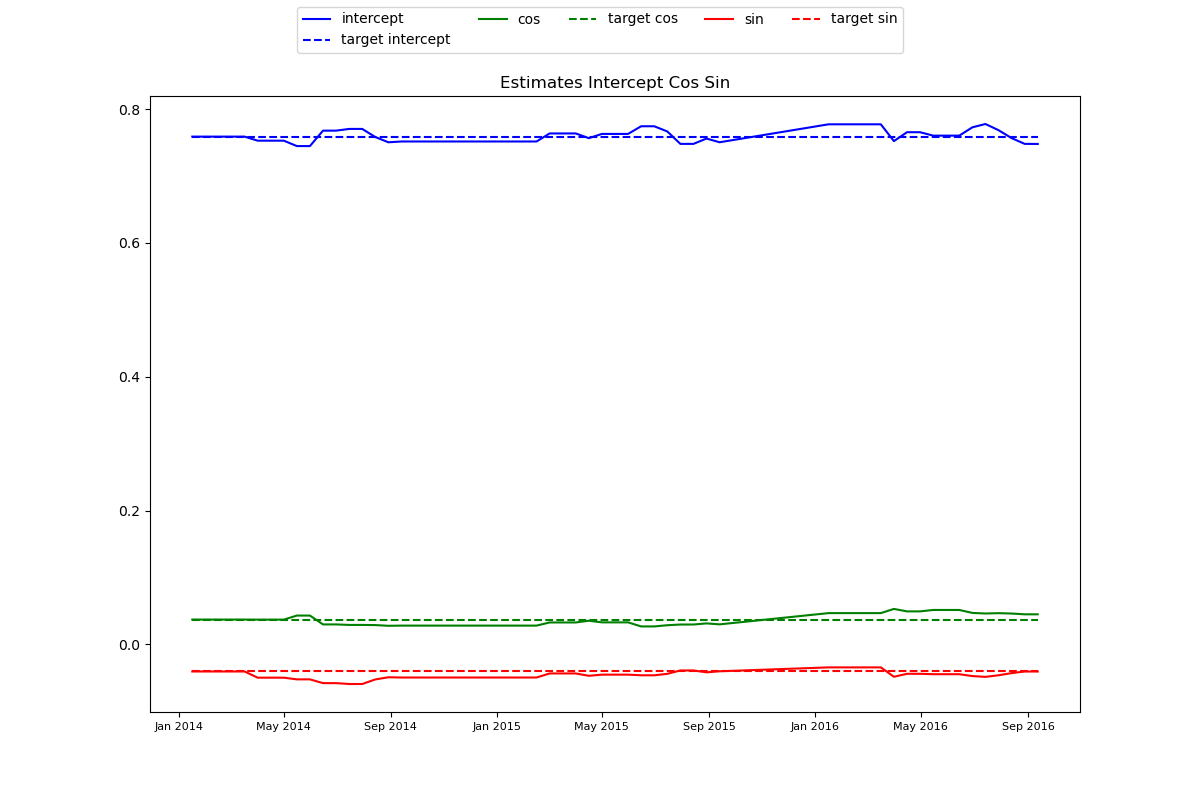 intercept cos target cos sin target sin
target intercept
Estimates Intercept Cos Sin
0.8
0.6
0.4
0.2
0.0
Jan 2014 May 2014 Sep 2014 Jan 2015 May 2015 Sep 2015 Jan 2016 May 2016 Sep 2016